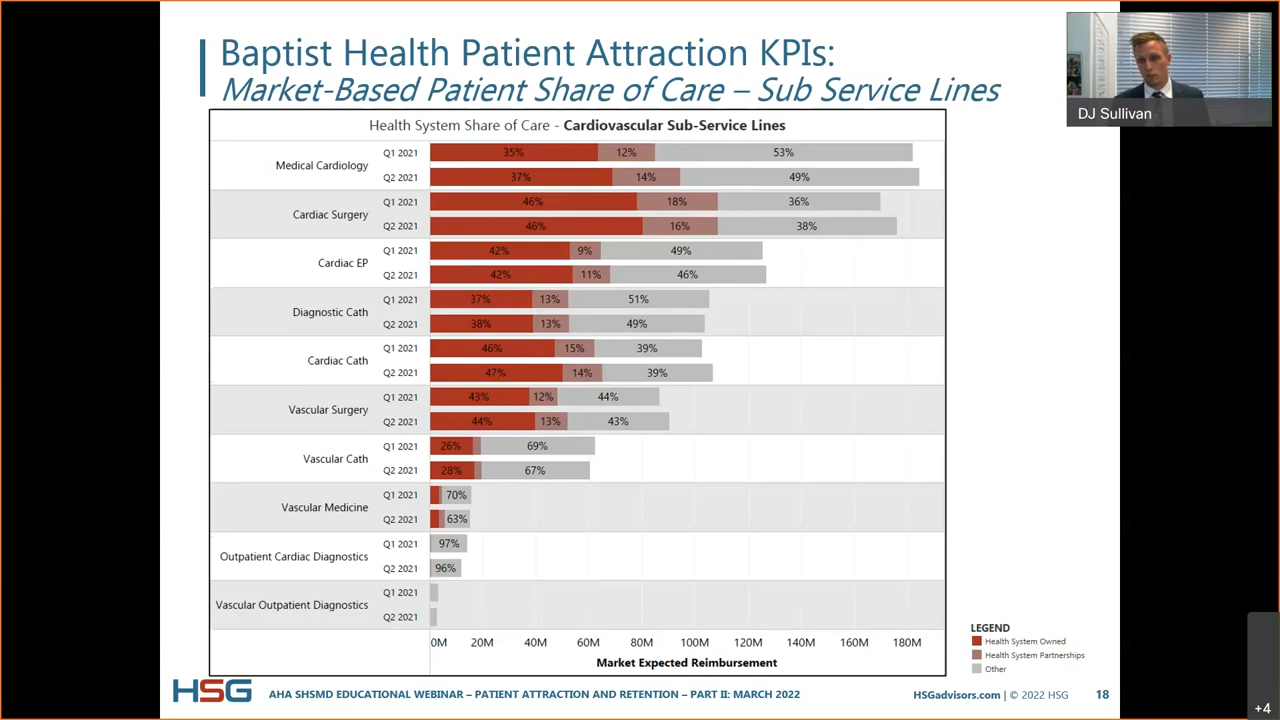 Baptist Health Patient Attraction KPIs:
Market-Based Patient Share of Care – Sub Service Lines
DJ Sullivan
Health System Share of Care - Cardiovascular Sub-Service Lines
Medical Cardiology
Q1 2021 35% 12% 53%
Q2 2021 37% 14% 49%
Cardiac Surgery
Q1 2021 46% 18% 36%
Q2 2021 46% 16% 38%
Cardiac EP
Q1 2021 42% 9% 49%
Q2 2021 42% 11% 46%
Diagnostic Cath
Q1 2021 37% 13% 51%
Q2 2021 38% 13% 49%
Cardiac Cath
Q1 2021 46% 15% 39%
Q2 2021 47% 14% 39%
Vascular Surgery
Q1 2021 43% 12% 44%
Q2 2021 44% 13% 43%
Vascular Cath
Q1 2021 26% 69%
Q2 2021 28% 67%
Vascular Medicine
Q1 2021 70%
Q2 2021 63%
Outpatient Cardiac Diagnostics
Q1 2021 97%
Q2 2021 96%
Vascular Outpatient Diagnostics
Q1 2021
Q2 2021
0M 20M 40M 60M 80M 100M 120M 140M 160M 180M
Market Expected Reimbursement
LEGEND
Health System Owned
Health System Partnerships
Other
HSG AHA SHSMD EDUCATIONAL WEBINAR – PATIENT ATTRACTION AND RETENTION – PART II: MARCH 2022 HSGadvisors.com | © 2022 HSG 18
+4